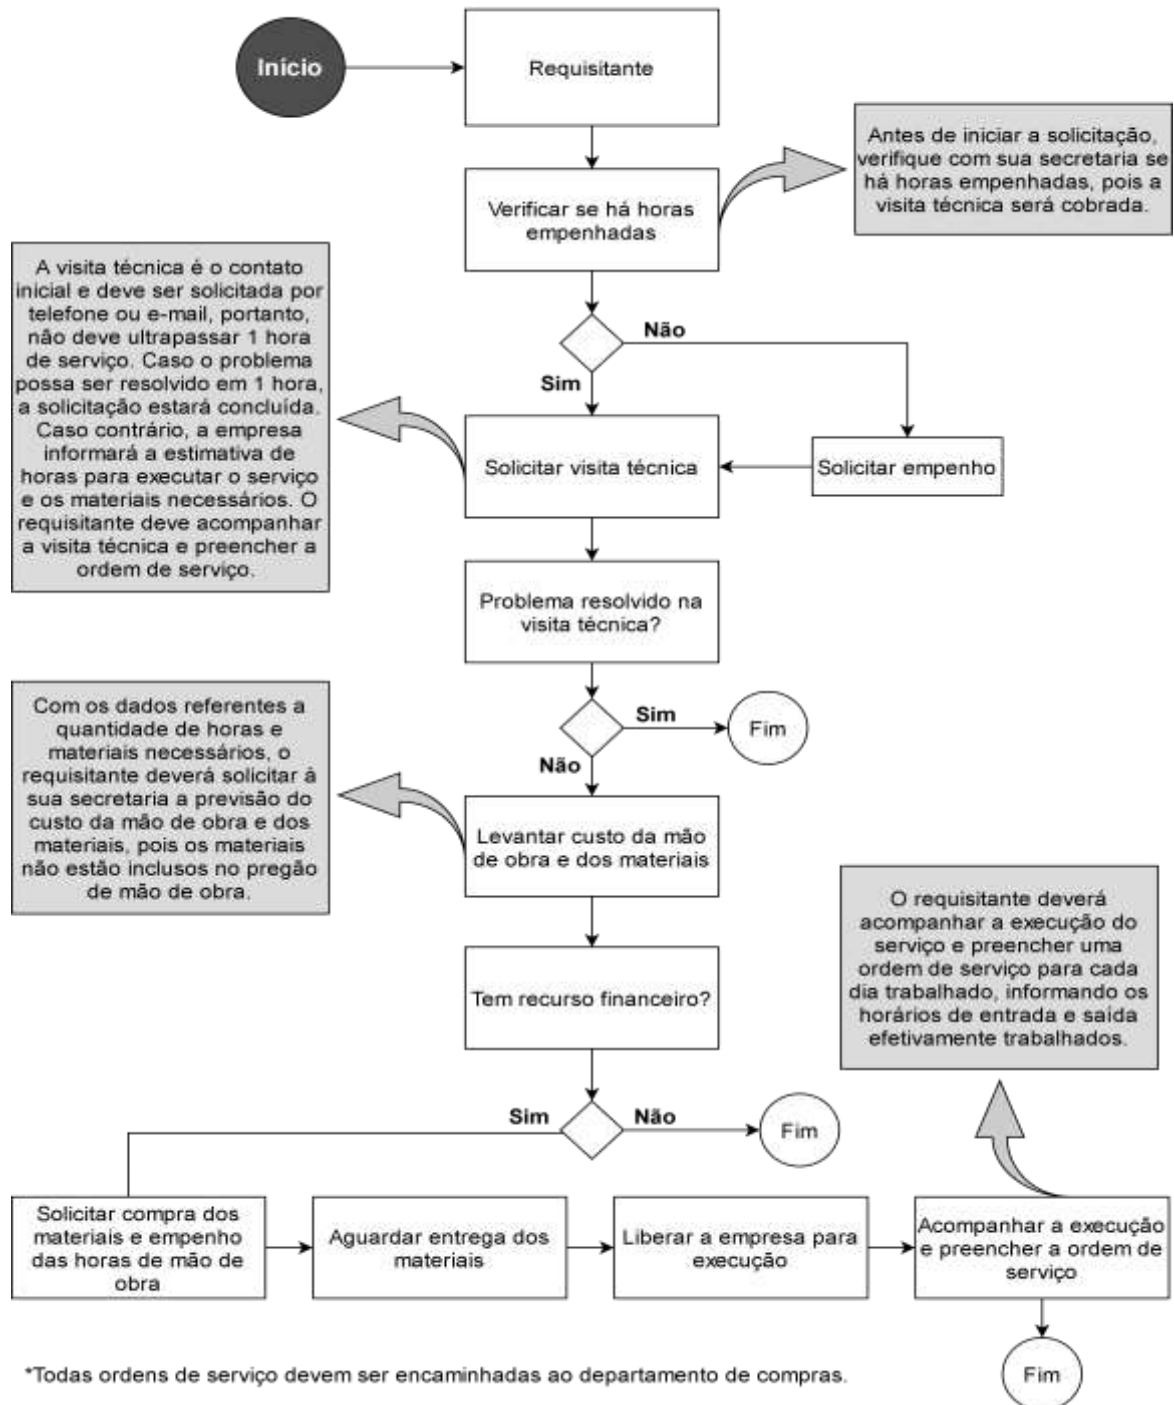 Início
Requisitante
Antes de iniciar a solicitação,
verifique com sua secretaria se
há horas empenhadas, pois a
visita técnica será cobrada.
Verificar se há horas
empenhadas
A visita técnica é o contato
inicial e deve ser solicitada por
telefone ou e-mail, portanto,
não deve ultrapassar 1 hora
de serviço. Caso o problema
possa ser resolvido em 1 hora,
a solicitação estará concluída.
Caso contrário, a empresa
informará a estimativa de
horas para executar o serviço
e os materiais necessários. O
requisitante deve acompanhar
a visita técnica e preencher a
ordem de serviço.
Não
Sim
Solicitar visita técnica
Solicitar empenho
Problema resolvido na
visita técnica?
Sim
Fim
Não
Com os dados referentes a
quantidade de horas e
materiais necessários, o
requisitante deverá solicitar à
sua secretaria a previsão do
custo da mão de obra e dos
materiais, pois os materiais
não estão inclusos no pregão
de mão de obra.
Levantar custo da mão
de obra e dos materiais
O requisitante deverá
acompanhar a execução do
serviço e preencher uma
ordem de serviço para cada
dia trabalhado, informando os
horários de entrada e saída
efetivamente trabalhados.
Tem recurso financeiro?
Sim
Não
Fim
Solicitar compra dos
materiais e empenho
das horas de mão de
obra
Aguardar entrega dos
materiais
Liberar a empresa para
execução
Acompanhar a execução
e preencher a ordem de
serviço
Fim
*Todas ordens de serviço devem ser encaminhadas ao departamento de compras.